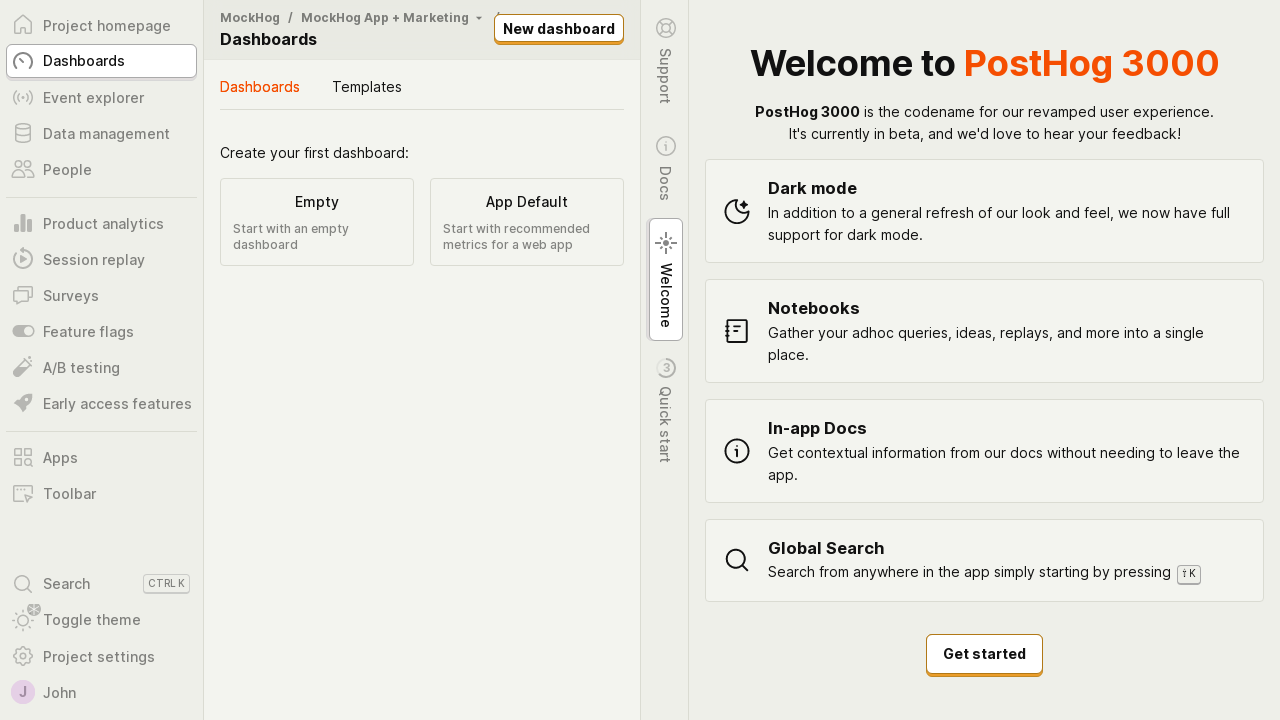 Project homepage
Dashboards
Event explorer
Data management
People
Product analytics
Session replay
Surveys
Feature flags
A/B testing
Early access features
Apps
Toolbar
Search CTRL K
Toggle theme
Project settings
J John
MockHog / MockHog App + Marketing /
Dashboards
New dashboard
Dashboards Templates
Create your first dashboard:
Empty
Start with an empty
dashboard
App Default
Start with recommended
metrics for a web app
Support
Docs
Welcome
3 Quick start
Welcome to PostHog 3000
PostHog 3000 is the codename for our revamped user experience.
It's currently in beta, and we'd love to hear your feedback!
Dark mode
In addition to a general refresh of our look and feel, we now have full
support for dark mode.
Notebooks
Gather your adhoc queries, ideas, replays, and more into a single
place.
In-app Docs
Get contextual information from our docs without needing to leave the
app.
Global Search
Search from anywhere in the app simply starting by pressing ⇧K
Get started